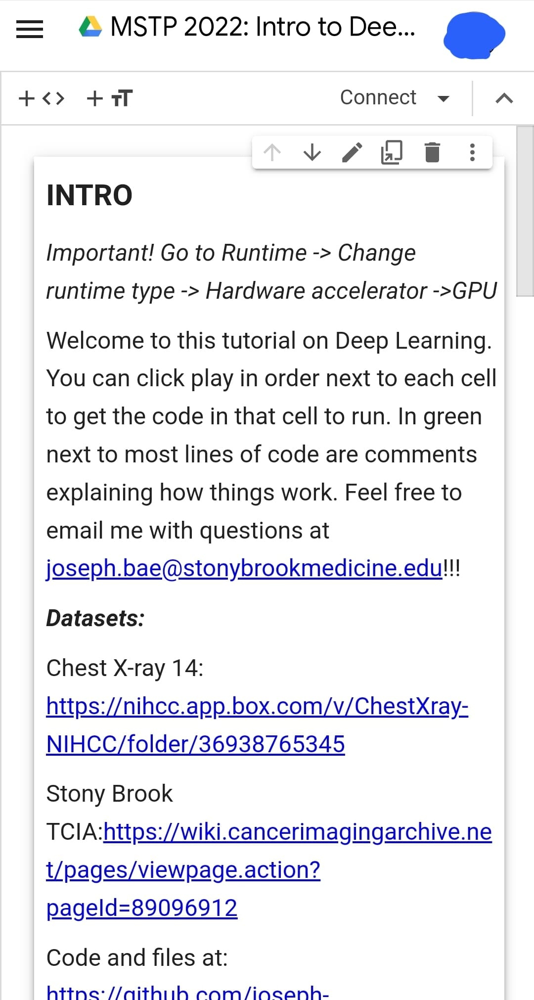 MSTP 2022: Intro to Dee...
Connect
INTRO
Important! Go to Runtime -> Change
runtime type -> Hardware accelerator ->GPU
Welcome to this tutorial on Deep Learning.
You can click play in order next to each cell
to get the code in that cell to run. In green
next to most lines of code are comments
explaining how things work. Feel free to
email me with questions at
joseph.bae@stonybrookmedicine.edu!!!
Datasets:
Chest X-ray 14:
https://nihcc.app.box.com/v/ChestXray-
NIHCC/folder/36938765345
Stony Brook
TCIA:https://wiki.cancerimagingarchive.ne
t/pages/viewpage.action?
pageId=89096912
Code and files at:
https://github.com/joseph-